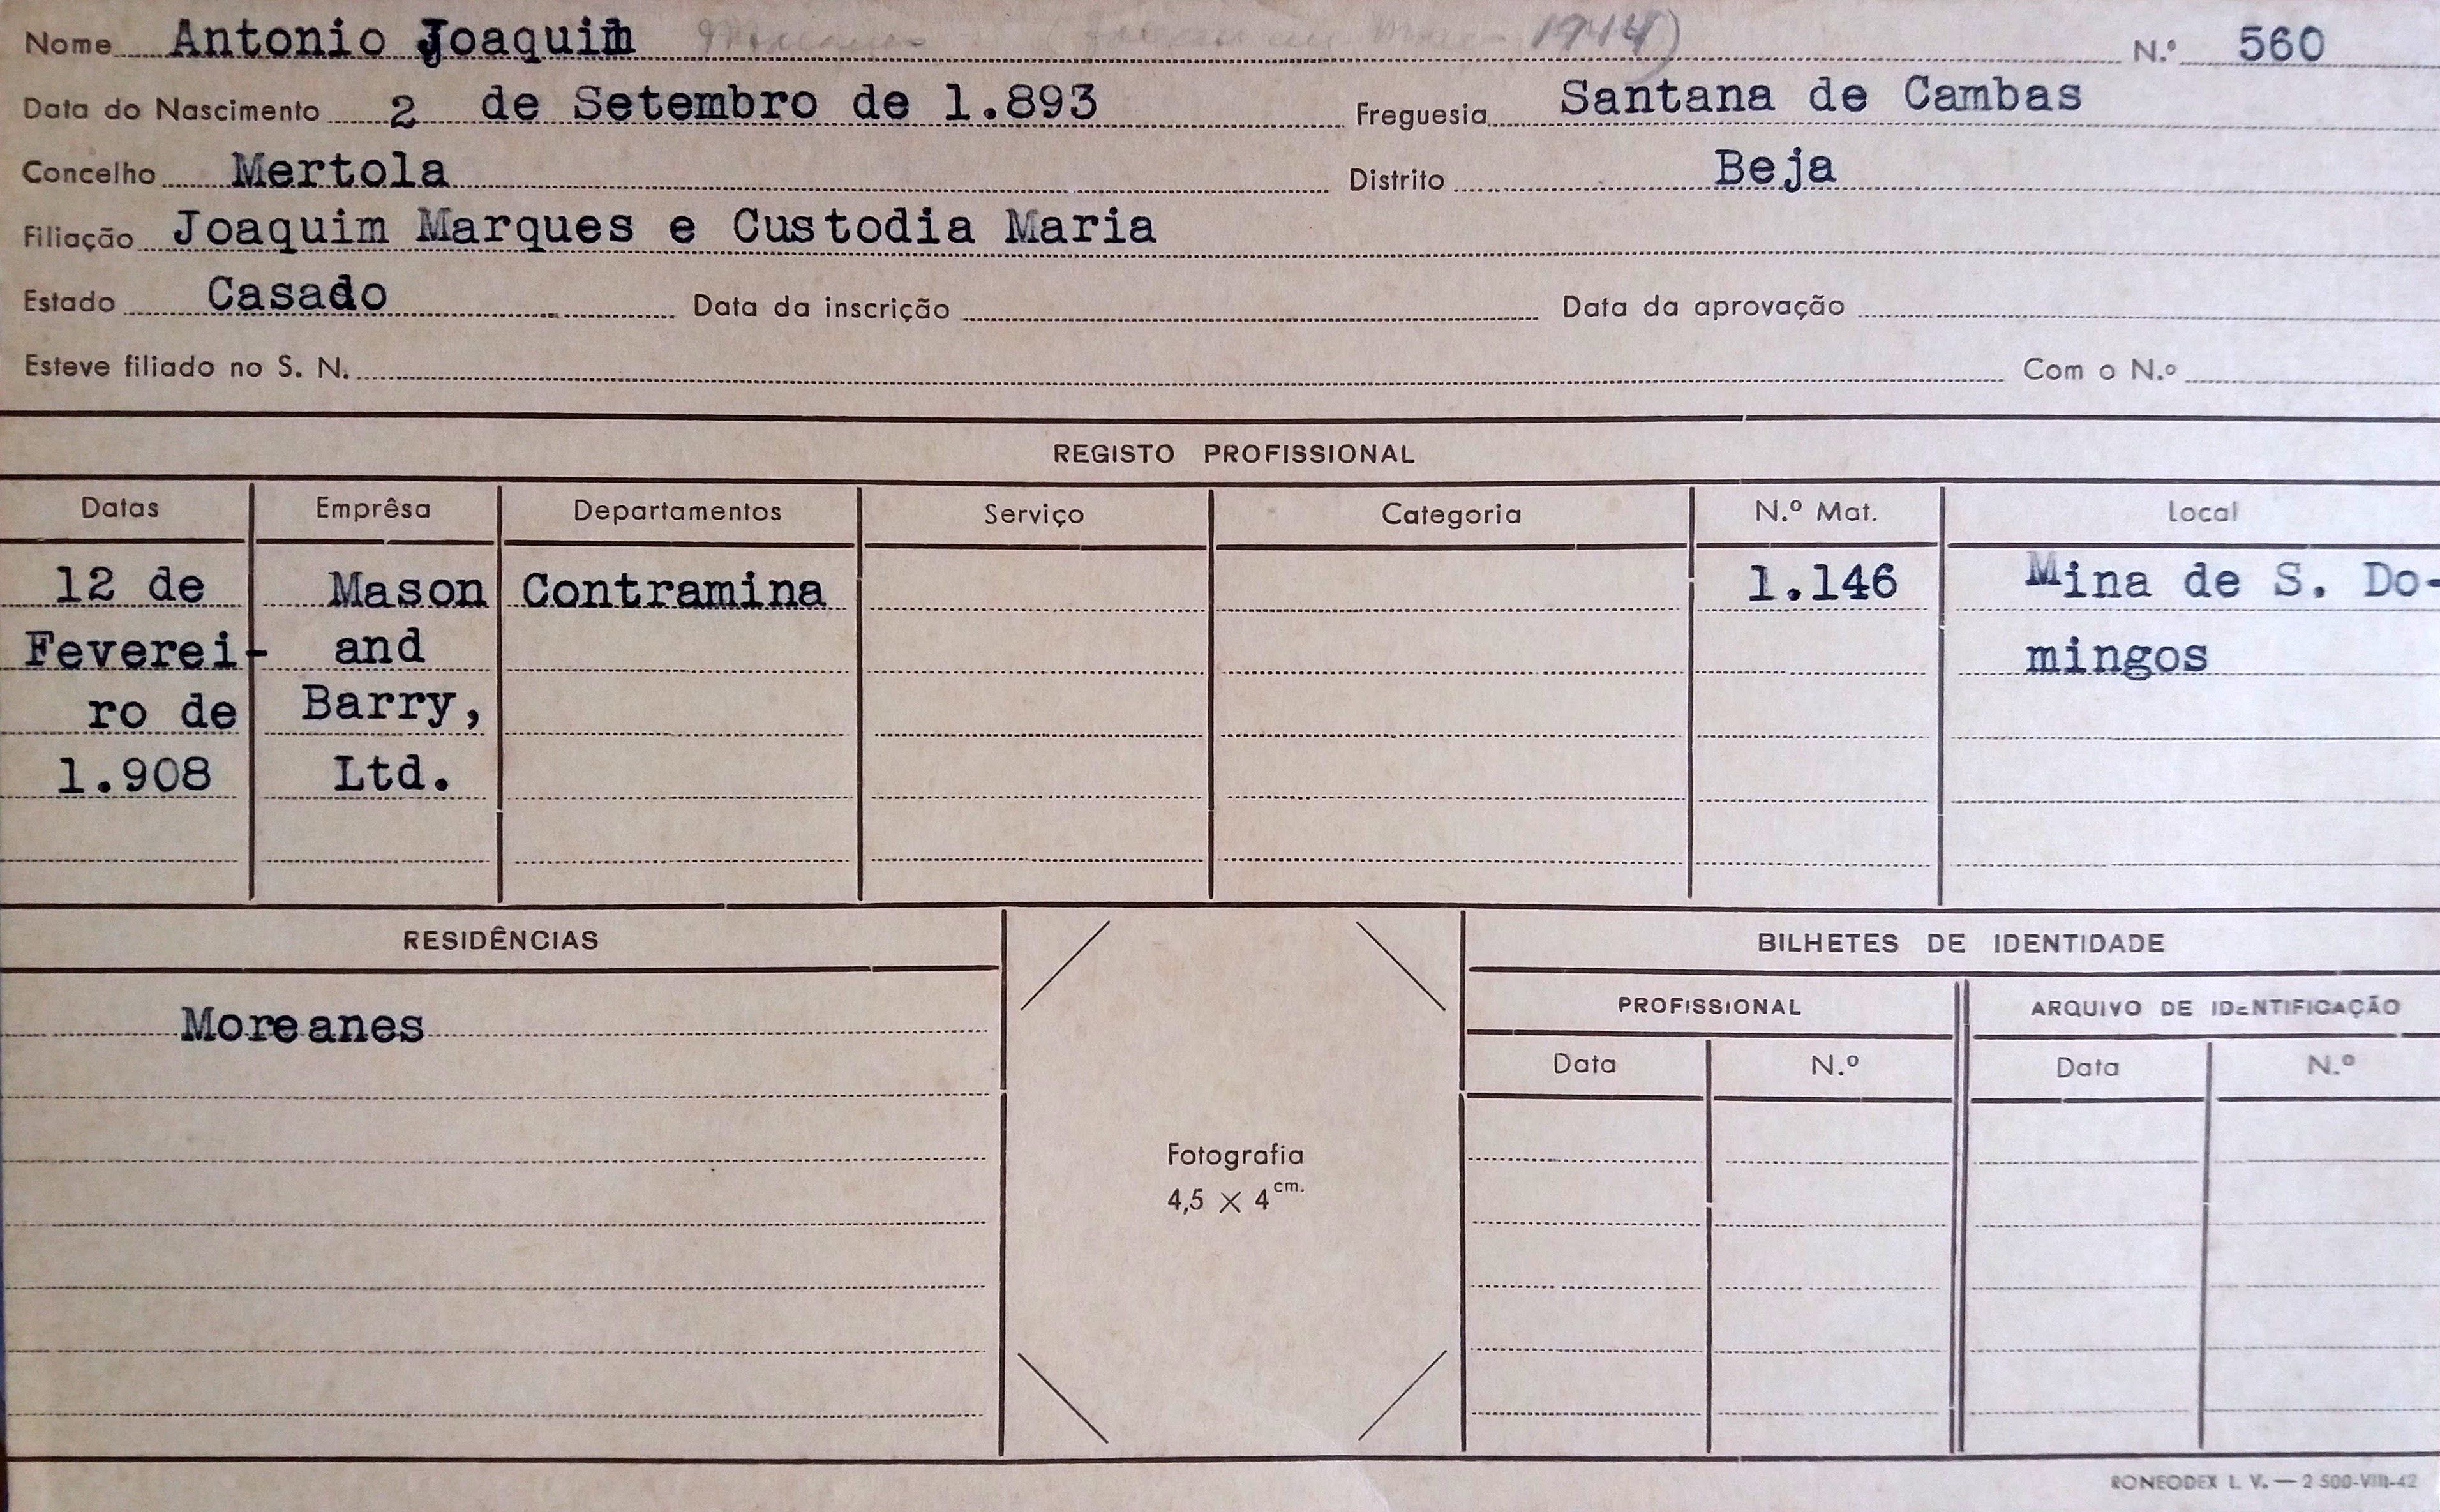 Nome Antonio Joaquim 1914) N.º 560
Data do Nascimento 2 de Setembro de 1.893 Freguesia Santana de Cambas
Concelho Mertola Distrito Beja
Filiação Joaquim Marques e Custodia Maria
Estado Casado Data da inscrição Data da aprovação
Esteve filiado no S. N. Com o N.º
REGISTO PROFISSIONAL
Datas Emprêsa Departamentos Serviço Categoria N.º Mat. Local
12 de Mason Contramina 1.146 Mina de S. Do-
Feverei- and mingos
ro de Barry,
1.908 Ltd.
RESIDÊNCIAS BILHETES DE IDENTIDADE
PROFISSIONAL ARQUIVO DE IDENTIFICAÇÃO
Moreanes
Data N.º Data N.º
Fotografia
4,5 × 4 cm.
RONEODEX L. V. — 2 500-VIII-42